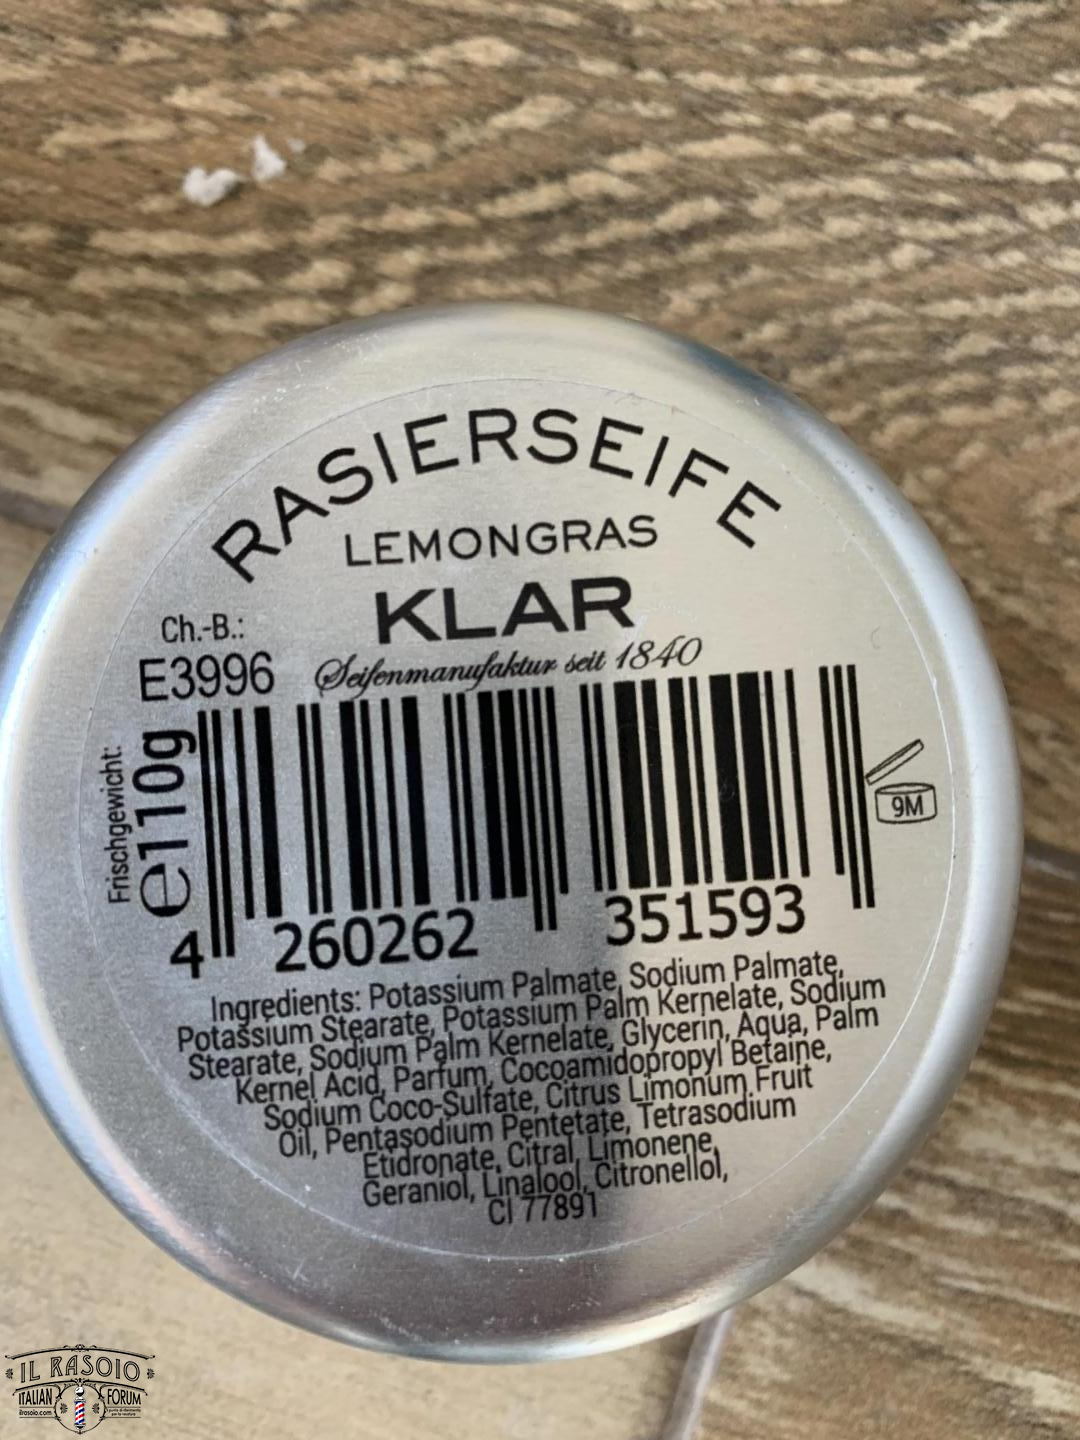 RASIERSEIFE
LEMONGRAS
KLAR
Seifenmanufaktur seit 1840
Ch.-B.:
E3996
Frischgewicht:
e110g
9M
4 260262 351593
Ingredients: Potassium Palmate, Sodium Palmate,
Potassium Stearate, Potassium Palm Kernelate, Sodium
Stearate, Sodium Palm Kernelate, Glycerin, Aqua, Palm
Kernel Acid, Parfum, Cocoamidopropyl Betaine,
Sodium Coco-Sulfate, Citrus Limonum Fruit
Oil, Pentasodium Pentetate, Tetrasodium
Etidronate, Citral, Limonene,
Geraniol, Linalool, Citronellol,
CI 77891
IL RASOIO
ITALIAN FORUM
ilrasoio.com